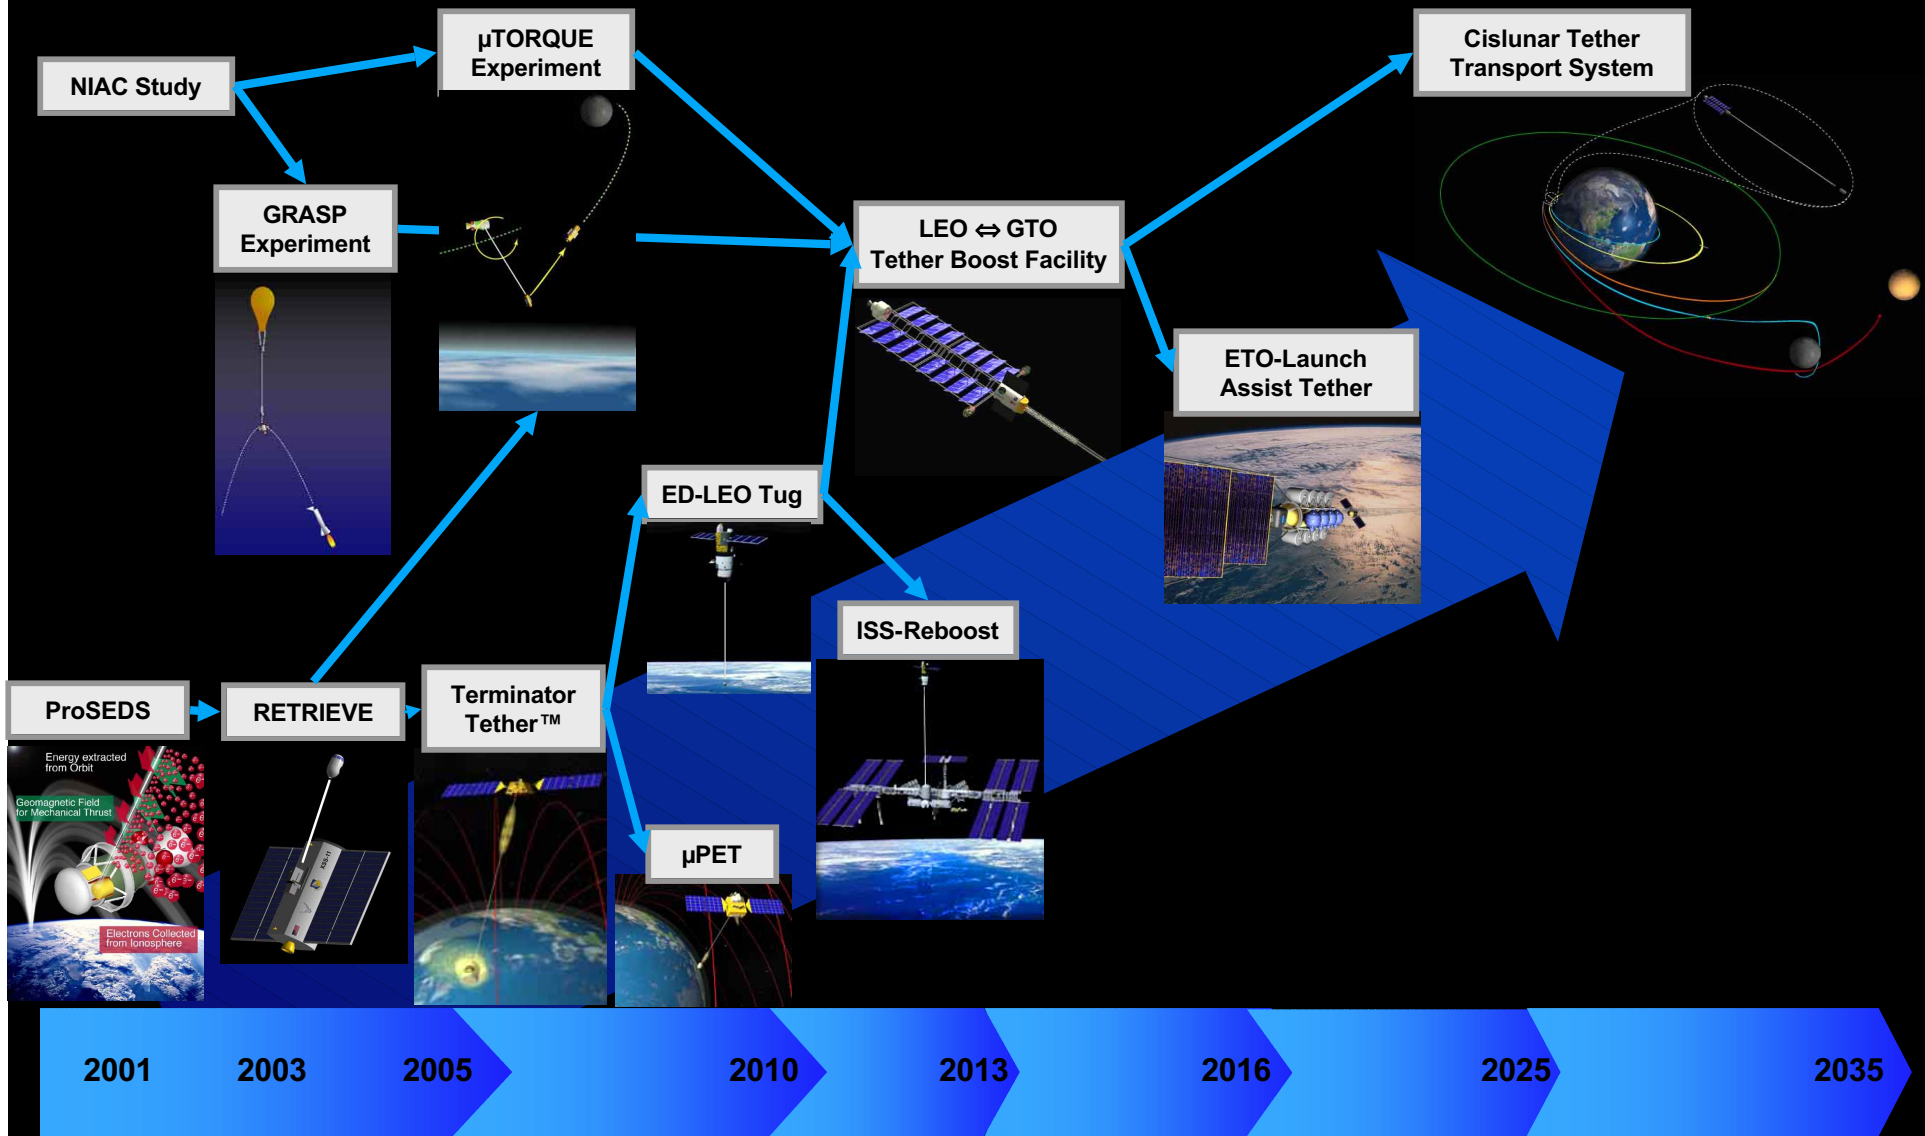 µTORQUE
Experiment
Cislunar Tether
Transport System
NIAC Study
GRASP
Experiment
LEO ⇔ GTO
Tether Boost Facility
ETO-Launch
Assist Tether
ED-LEO Tug
ISS-Reboost
ProSEDS
RETRIEVE
Terminator
Tether™
µPET
Energy extracted
from Orbit
Geomagnetic Field
for Mechanical Thrust
Electrons Collected
from Ionosphere
XSS-11
2001
2003
2005
2010
2013
2016
2025
2035